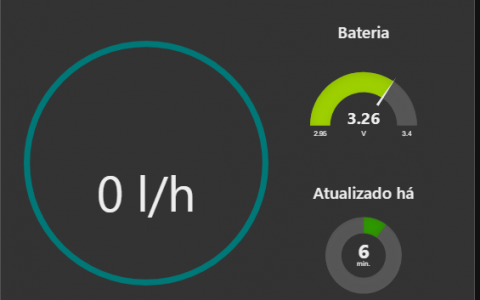 Bateria
3.26
2.95 V 3.4
0 l/h
Atualizado há
6
min.